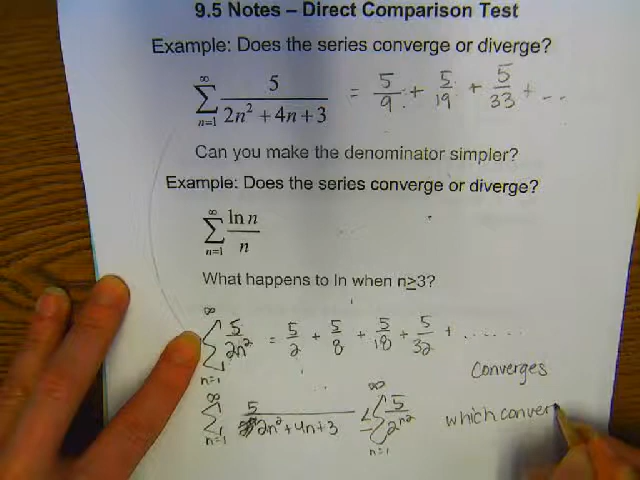 9.5 Notes – Direct Comparison Test
Example: Does the series converge or diverge?
∞ ∑ n=1 5/(2n² + 4n + 3) = 5/9 + 5/19 + 5/33 + ...
Can you make the denominator simpler?
Example: Does the series converge or diverge?
∞ ∑ n=1 ln n / n
What happens to ln when n≥3?
∞ ∑ n=1 5/2n² = 5/2 + 5/8 + 5/18 + 5/32 + .......
Converges
∞ ∑ n=1 5/2n²+4n+3 ≤ ∞ ∑ n=1 5/2n² which conver